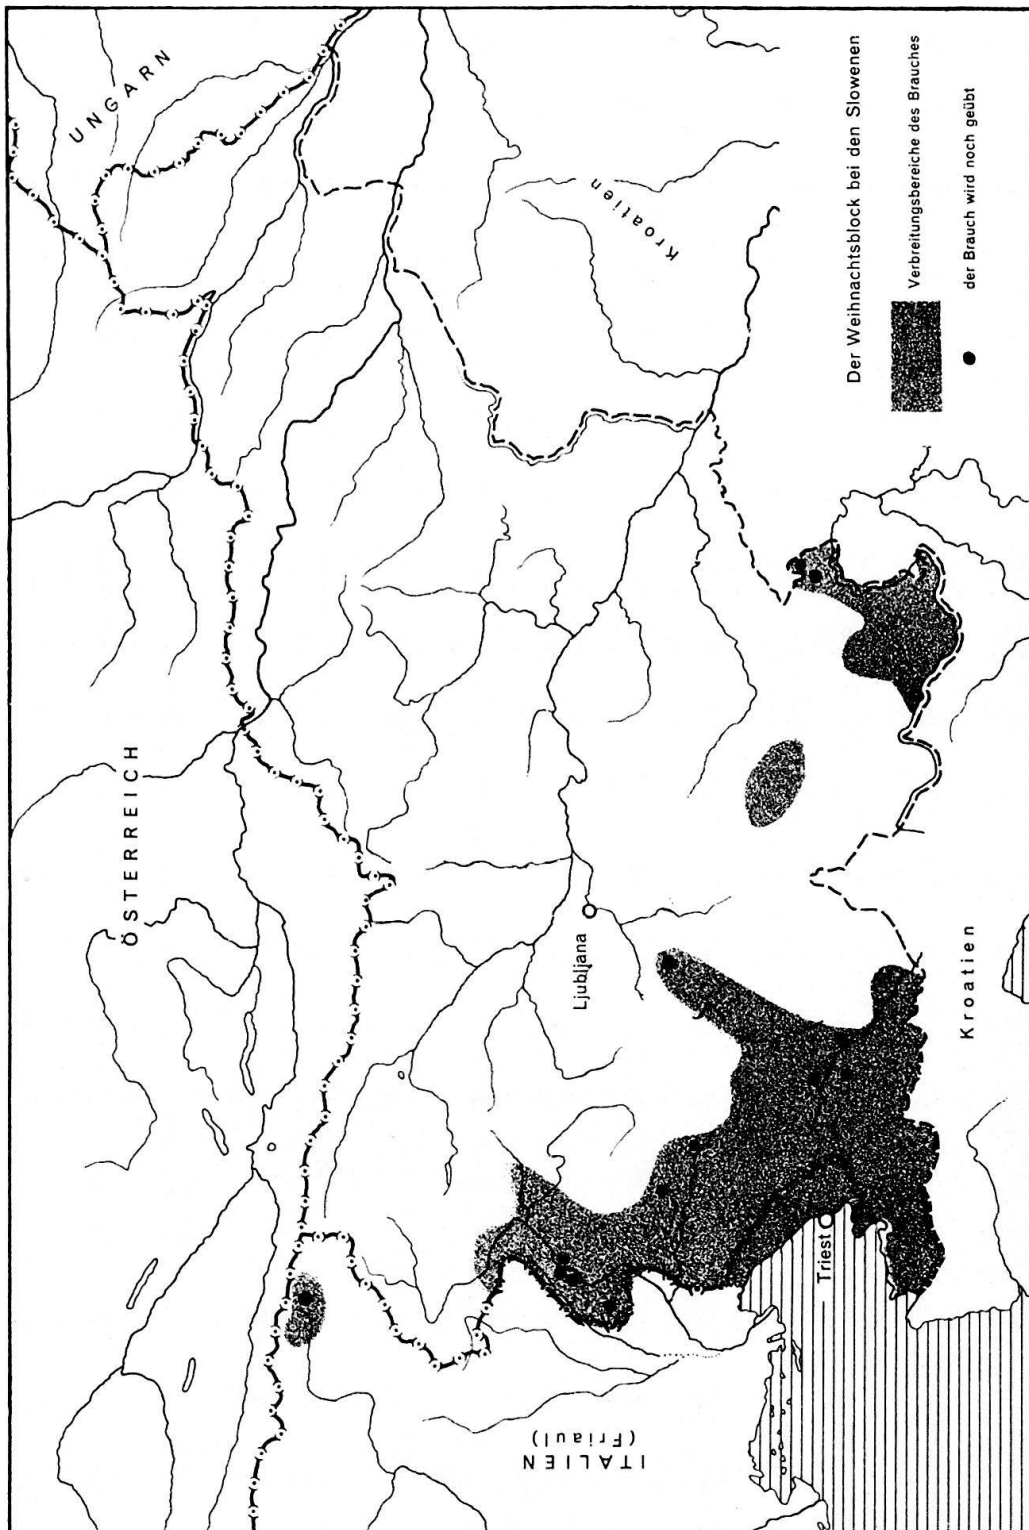 UNGARN
ÖSTERREICH
Kroatien
Ljubljana
Triest
Kroatien
ITALIEN
(Friaul)
Der Weihnachtsblock bei den Slowenen
Verbreitungsbereiche des Brauches
der Brauch wird noch geübt